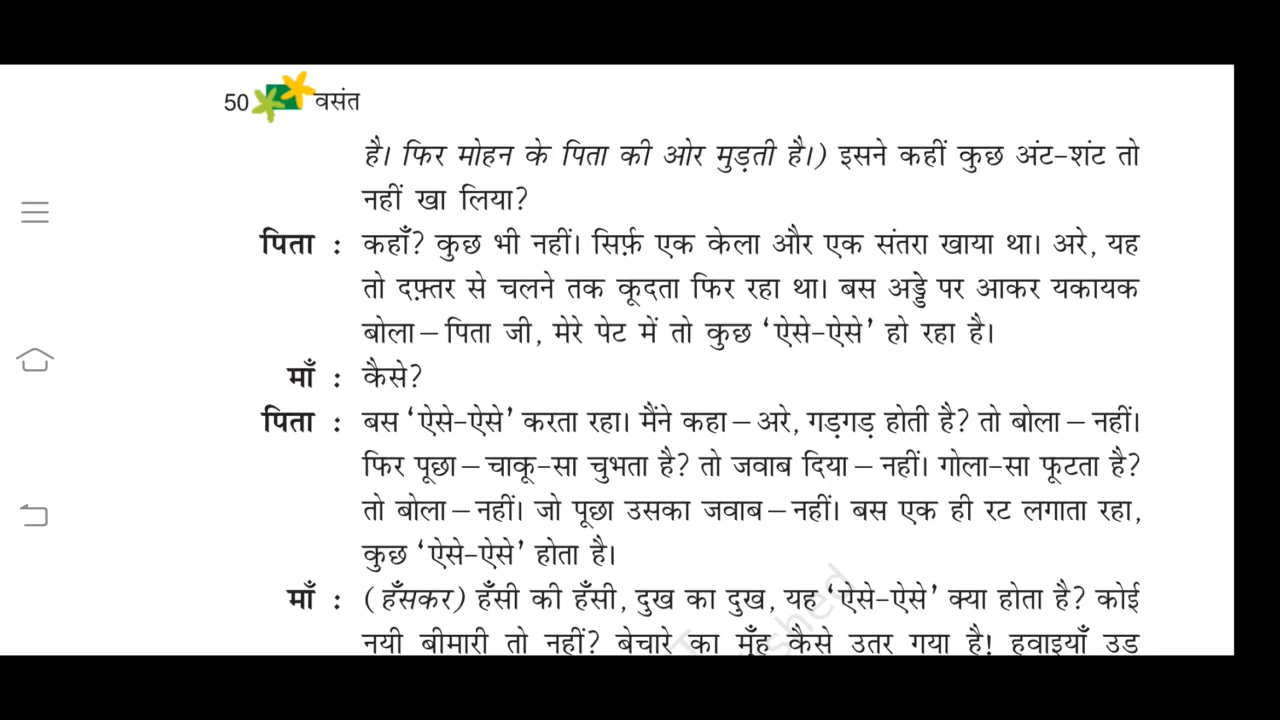 50 वसंत
है। फिर मोहन के पिता की ओर मुड़ती है।) इसने कहीं कुछ अंट-शंट तो
नहीं खा लिया?
पिता : कहाँ? कुछ भी नहीं। सिर्फ़ एक केला और एक संतरा खाया था। अरे, यह
तो दफ़्तर से चलने तक कूदता फिर रहा था। बस अड्डे पर आकर यकायक
बोला – पिता जी, मेरे पेट में तो कुछ ‘ऐसे-ऐसे’ हो रहा है।
माँ : कैसे?
पिता : बस ‘ऐसे-ऐसे’ करता रहा। मैंने कहा – अरे, गड़गड़ होती है? तो बोला – नहीं।
फिर पूछा – चाकू-सा चुभता है? तो जवाब दिया – नहीं। गोला-सा फूटता है?
तो बोला – नहीं। जो पूछा उसका जवाब – नहीं। बस एक ही रट लगाता रहा,
कुछ ‘ऐसे-ऐसे’ होता है।
माँ : (हँसकर) हँसी की हँसी, दुख का दुख, यह ‘ऐसे-ऐसे’ क्या होता है? कोई
नयी बीमारी तो नहीं? बेचारे का मुँह कैसे उतर गया है! हवाइयाँ उड़